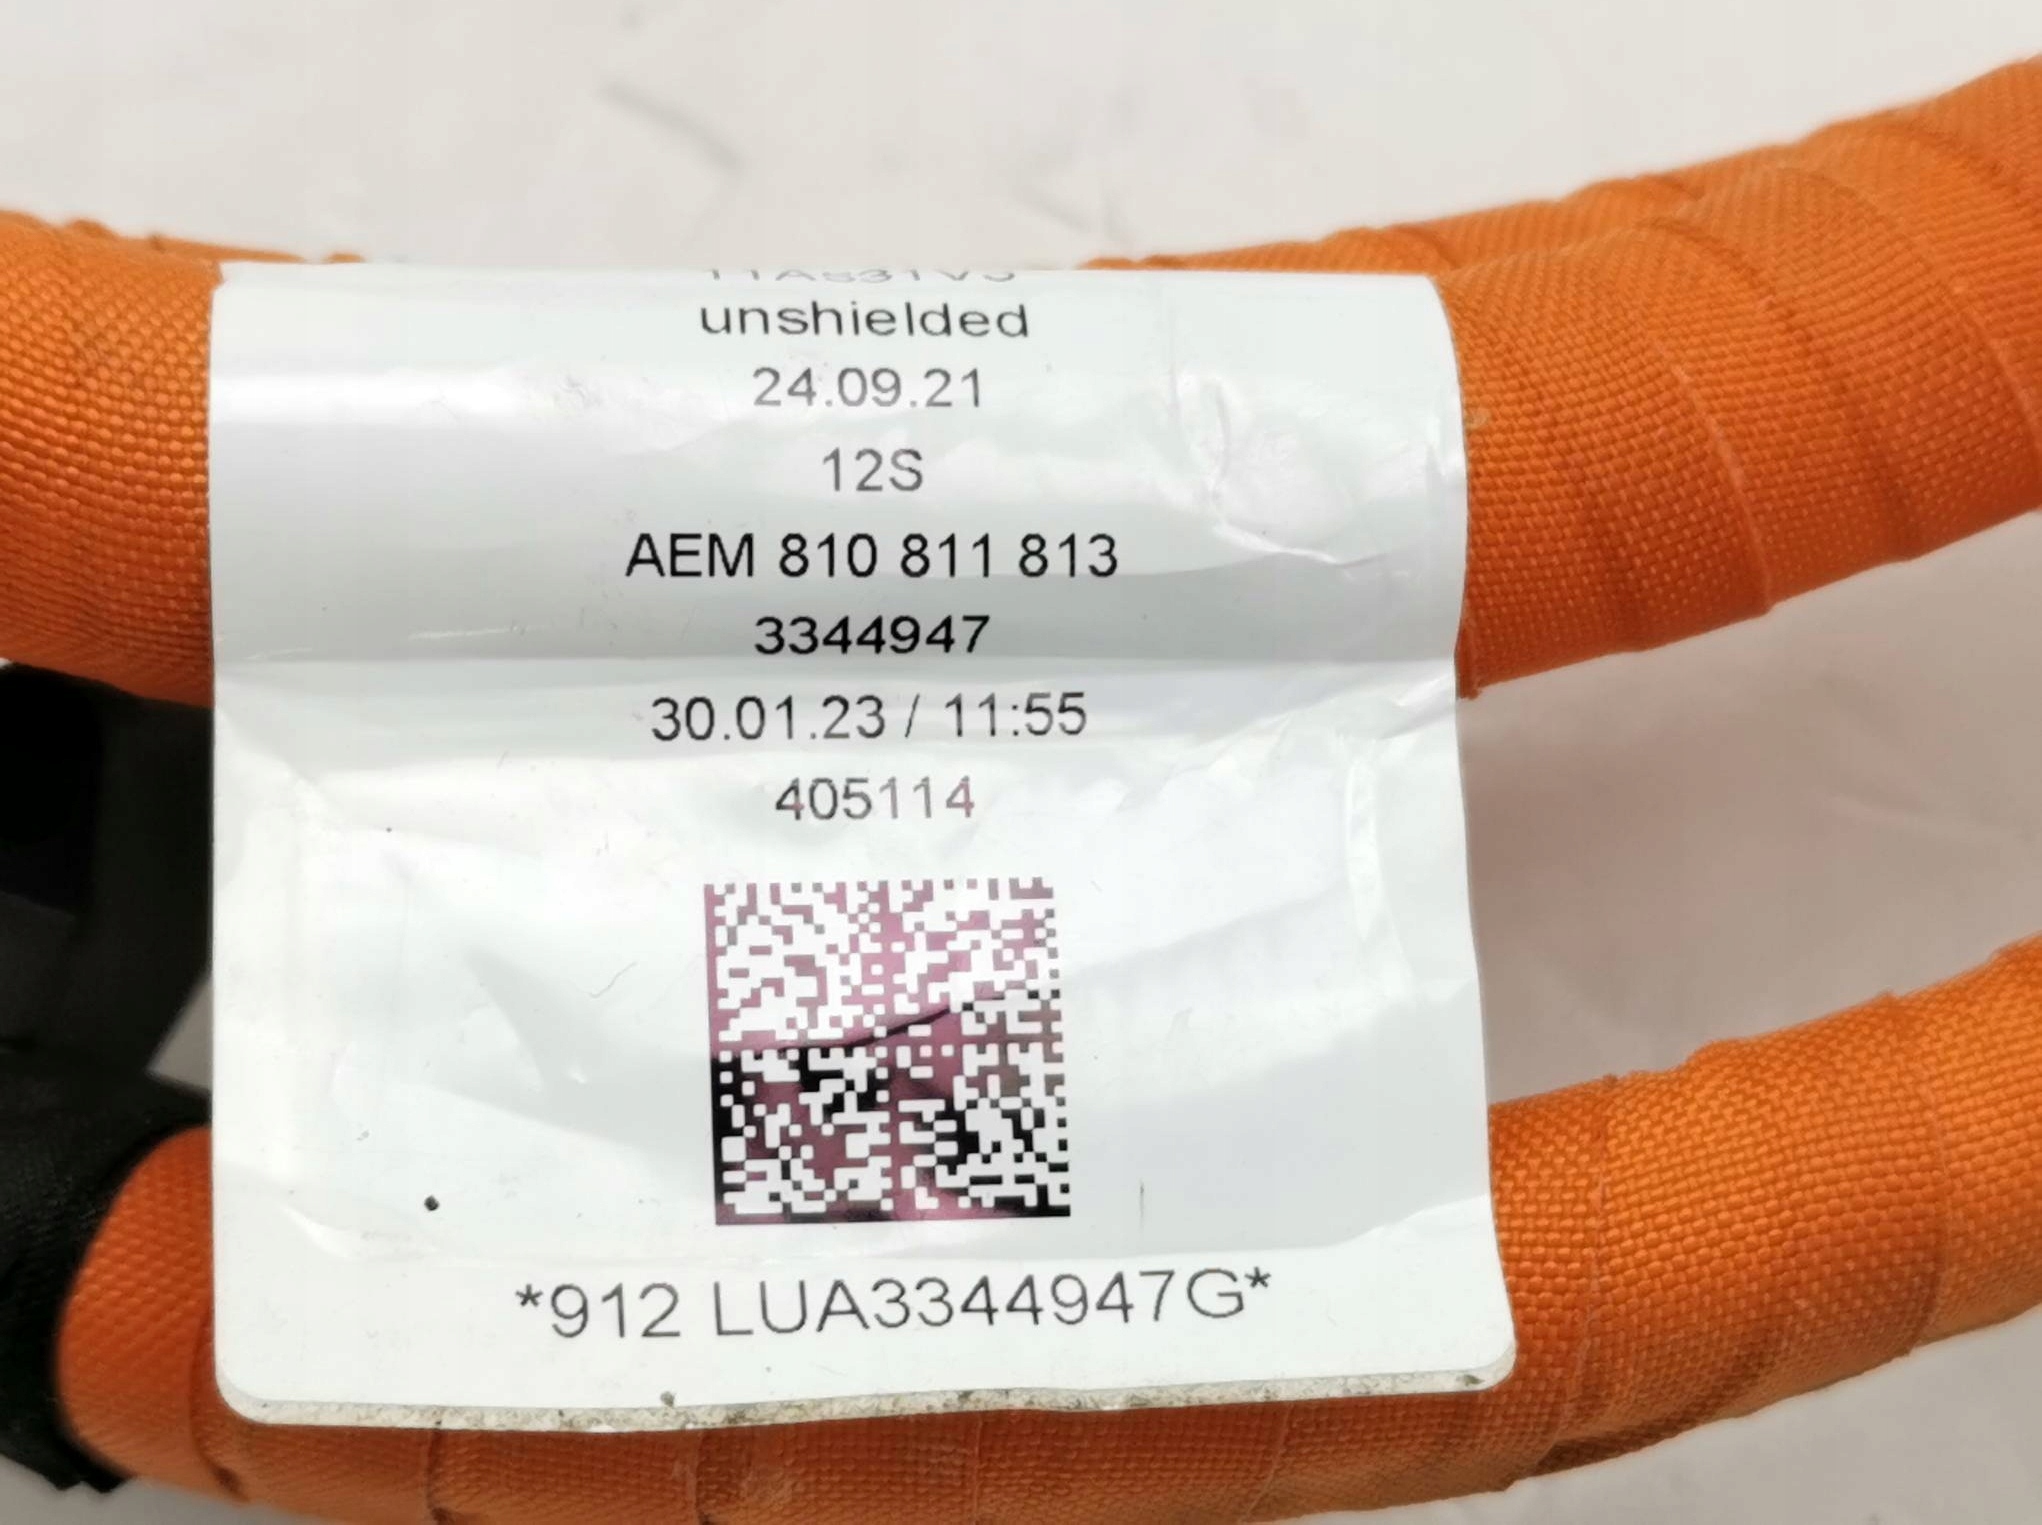 unshielded
24.09.21
12S
AEM 810 811 813
3344947
30.01.23 / 11:55
405114
*912 LUA3344947G*